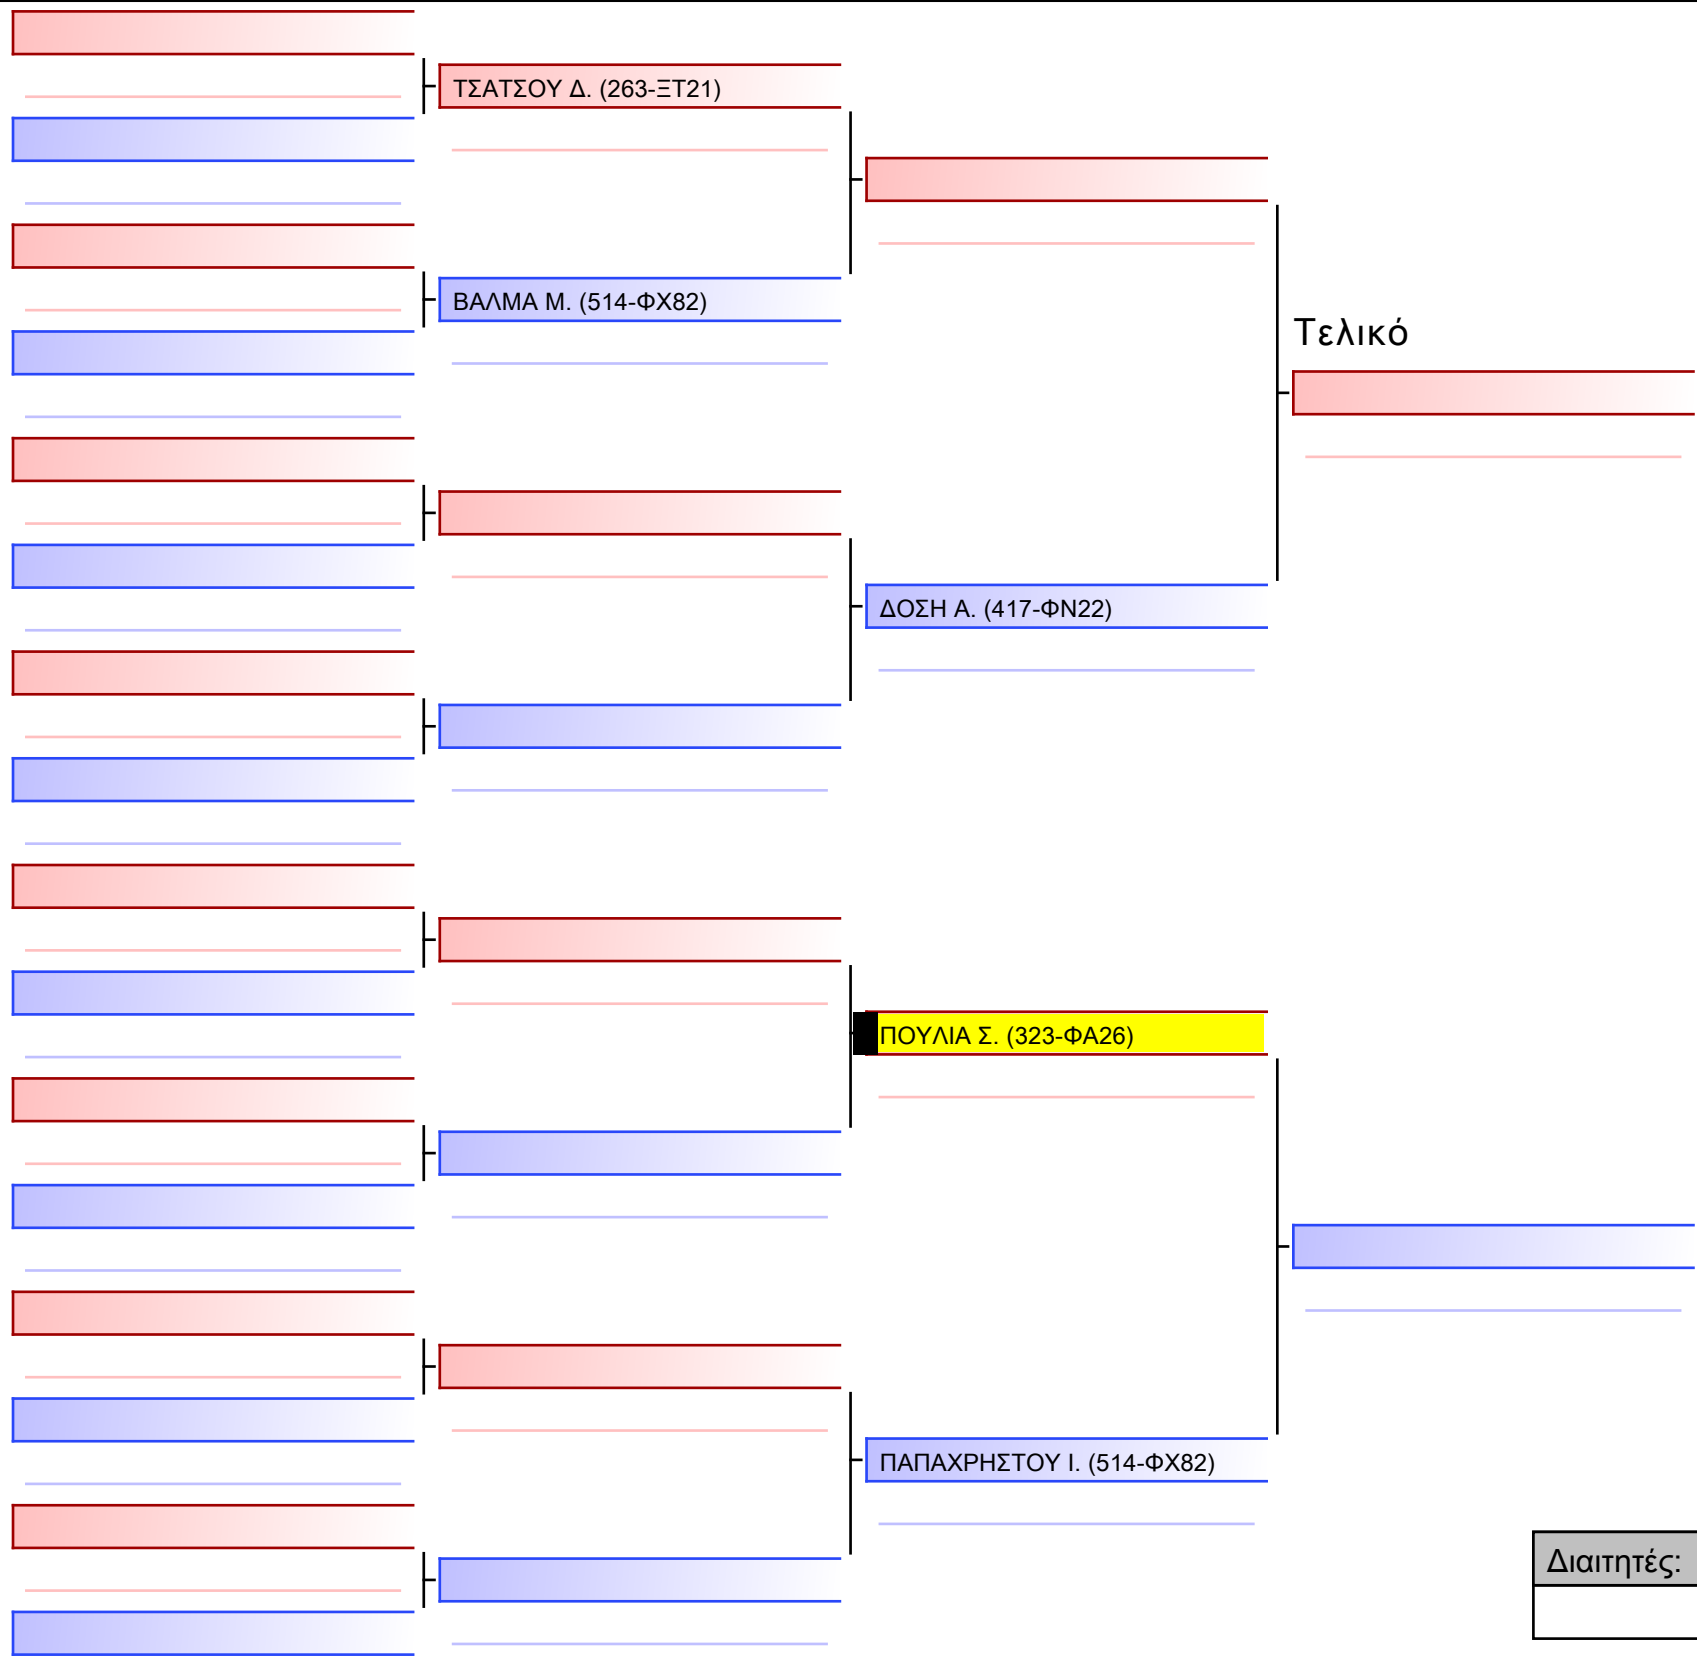 ΤΣΑΤΣΟΥ Δ. (263-ΞΤ21)
ΒΑΛΜΑ Μ. (514-ΦΧ82)
Τελικό
ΔΟΣΗ Α. (417-ΦΝ22)
ΠΟΥΛΙΑ Σ. (323-ΦΑ26)
ΠΑΠΑΧΡΗΣΤΟΥ Ι. (514-ΦΧ82)
Διαιτητές: